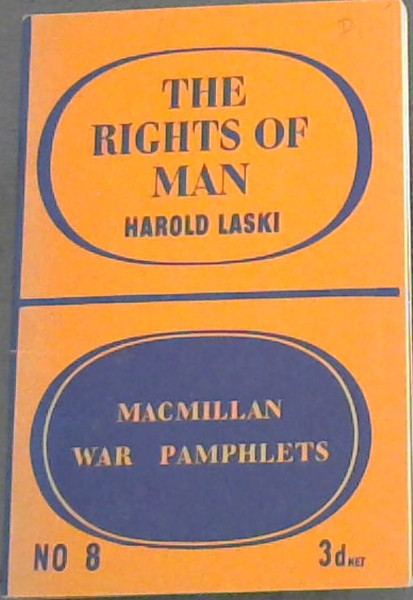 THE
RIGHTS OF
MAN
HAROLD LASKI
MACMILLAN
WAR PAMPHLETS
NO 8 3d NET